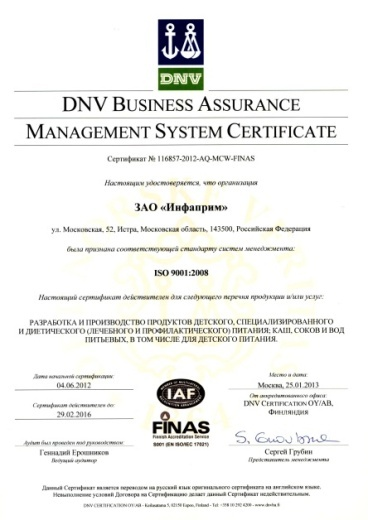 DNV
DNV BUSINESS ASSURANCE
MANAGEMENT SYSTEM CERTIFICATE
Сертификат № 116857-2012-AQ-MCW-FINAS
Настоящим удостоверяется, что организация
ЗАО «Инфаприм»
ул. Московская, 52, Истра, Московская область, 143500, Российская Федерация
была признана соответствующей стандарту систем менеджмента:
ISO 9001:2008
Настоящий сертификат действителен для следующего перечня продукции и/или услуг:
РАЗРАБОТКА И ПРОИЗВОДСТВО ПРОДУКТОВ ДЕТСКОГО, СПЕЦИАЛИЗИРОВАННОГО
И ДИЕТИЧЕСКОГО (ЛЕЧЕБНОГО И ПРОФИЛАКТИЧЕСКОГО) ПИТАНИЯ; КАШ, СОКОВ И ВОД
ПИТЬЕВЫХ, В ТОМ ЧИСЛЕ ДЛЯ ДЕТСКОГО ПИТАНИЯ.
Дата начальной сертификации:
04.06.2012
Сертификат действителен до:
29.02.2016
Аудит был проведен под руководством:
Геннадий Ерошников
Ведущий аудитор
IAF
FINAS
Finnish Accreditation Service
S001 (EN ISO/IEC 17021)
Место и дата:
Москва, 25.01.2013
От аккредитованного офиса:
DNV CERTIFICATION OY/AB,
ФИНЛЯНДИЯ
Сергей Грубин
Представитель менеджмента
Данный Сертификат является переводом на русский язык оригинального сертификата на английском языке.
Невыполнение условий Договора на Сертификацию делает данный Сертификат недействительным.